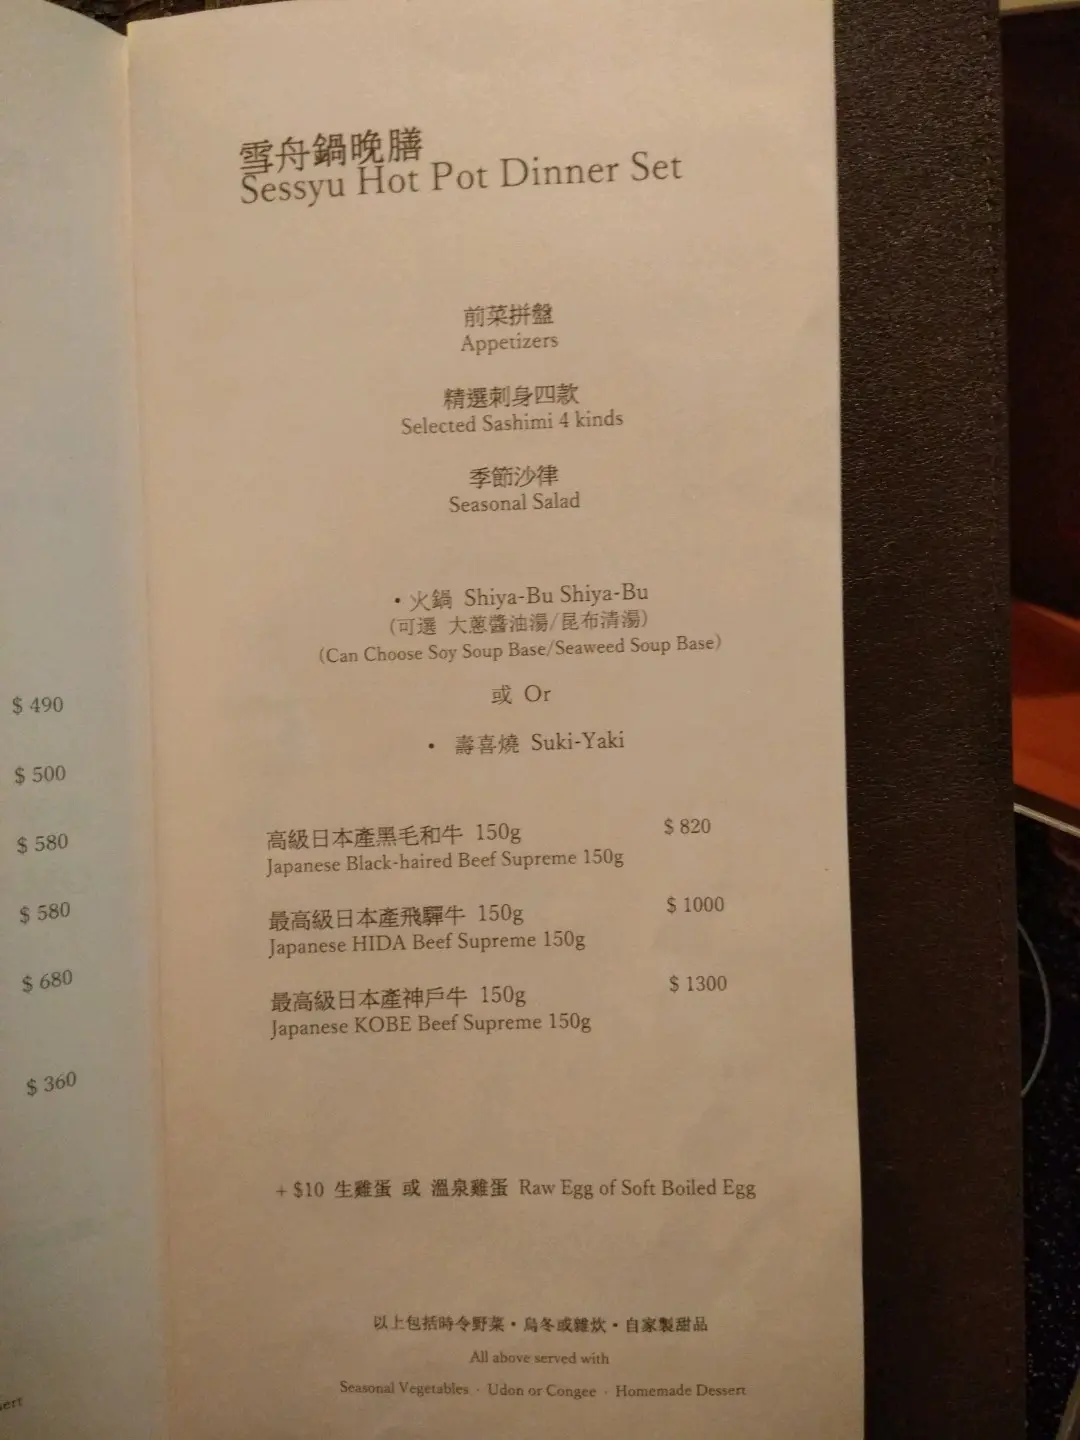 雪舟鍋晚膳
Sessyu Hot Pot Dinner Set
前菜拼盤
Appetizers
精選刺身四款
Selected Sashimi 4 kinds
季節沙律
Seasonal Salad
• 火鍋 Shiya-Bu Shiya-Bu
(可選 大蔥醬油湯/昆布清湯)
(Can Choose Soy Soup Base/Seaweed Soup Base)
或 Or
• 壽喜燒 Suki-Yaki
高級日本產黑毛和牛 150g $ 820
Japanese Black-haired Beef Supreme 150g
最高級日本產飛驒牛 150g $ 1000
Japanese HIDA Beef Supreme 150g
最高級日本產神戶牛 150g $ 1300
Japanese KOBE Beef Supreme 150g
+ $10 生雞蛋 或 溫泉雞蛋 Raw Egg of Soft Boiled Egg
以上包括時令野菜・烏冬或雜炊・自家製甜品
All above served with
Seasonal Vegetables · Udon or Congee · Homemade Dessert
$ 490
$ 500
$ 580
$ 580
$ 680
$ 360